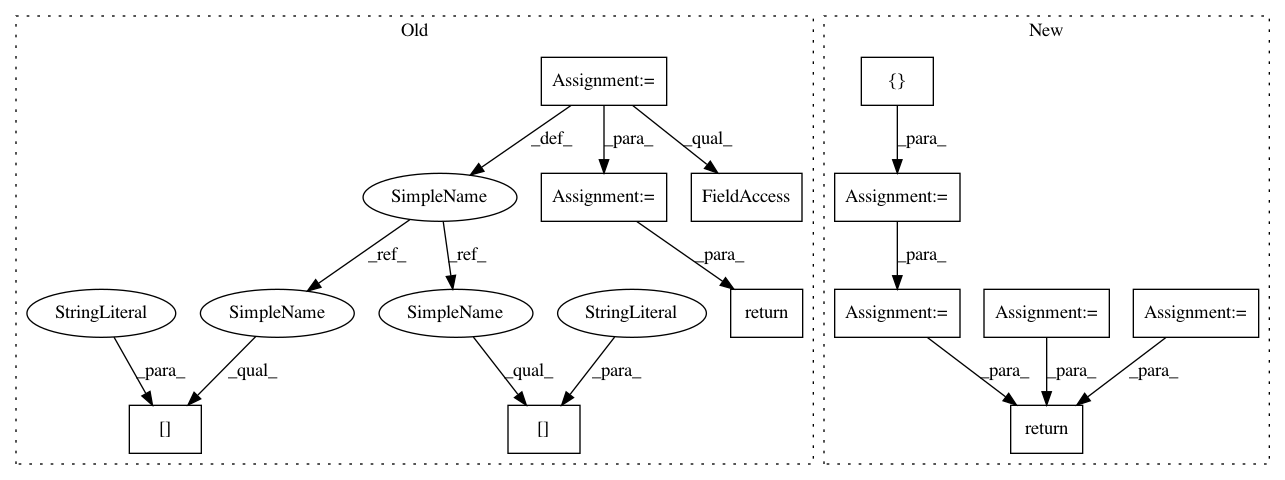 Old
New
Assignment:=
{}
_def_
_para_
_qual_
_para_
SimpleName
Assignment:=
FieldAccess
Assignment:=
_ref_
_ref_
_para_
_para_
StringLiteral
SimpleName
SimpleName
StringLiteral
return
Assignment:=
Assignment:=
Assignment:=
_para_
_qual_
_qual_
_para_
_para_
_para_
_para_
[]
[]
return